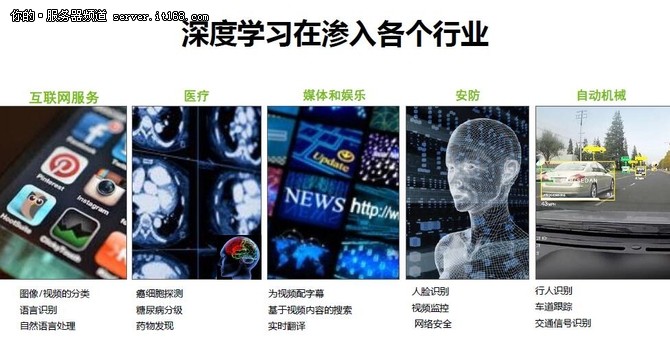 你的·服务器频道 server.it168.com
深度学习在渗入各个行业
互联网服务
医疗
媒体和娱乐
安防
自动机械
Facebook
Pinterest
Instagram
HootSuite
Update
NEWS
http://w
SEDAN
图像/视频的分类
语言识别
自然语言处理
癌细胞探测
糖尿病分级
药物发现
为视频配字幕
基于视频内容的搜索
实时翻译
人脸识别
视频监控
网络安全
行人识别
车道跟踪
交通信号识别